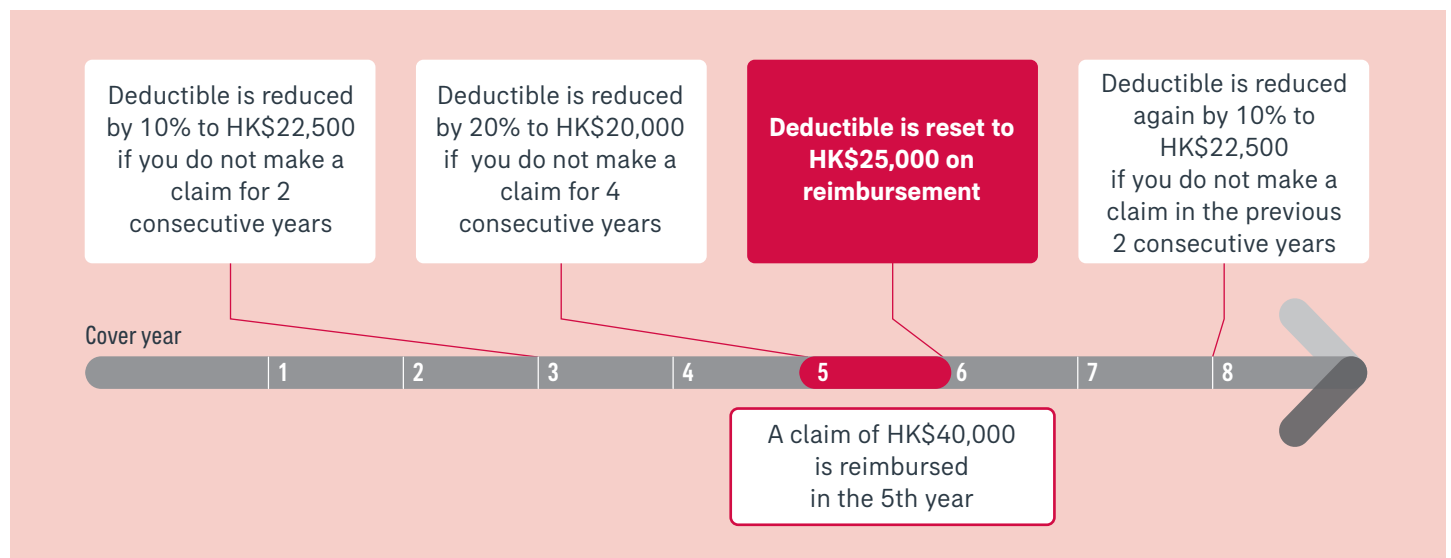 Deductible is reduced
by 10% to HK$22,500
if you do not make a
claim for 2
consecutive years
Deductible is reduced
by 20% to HK$20,000
if you do not make a
claim for 4
consecutive years
Deductible is reset to
HK$25,000 on
reimbursement
Deductible is reduced
again by 10% to
HK$22,500
if you do not make a
claim in the previous
2 consecutive years
Cover year
1 2 3 4 5 6 7 8
A claim of HK$40,000
is reimbursed
in the 5th year